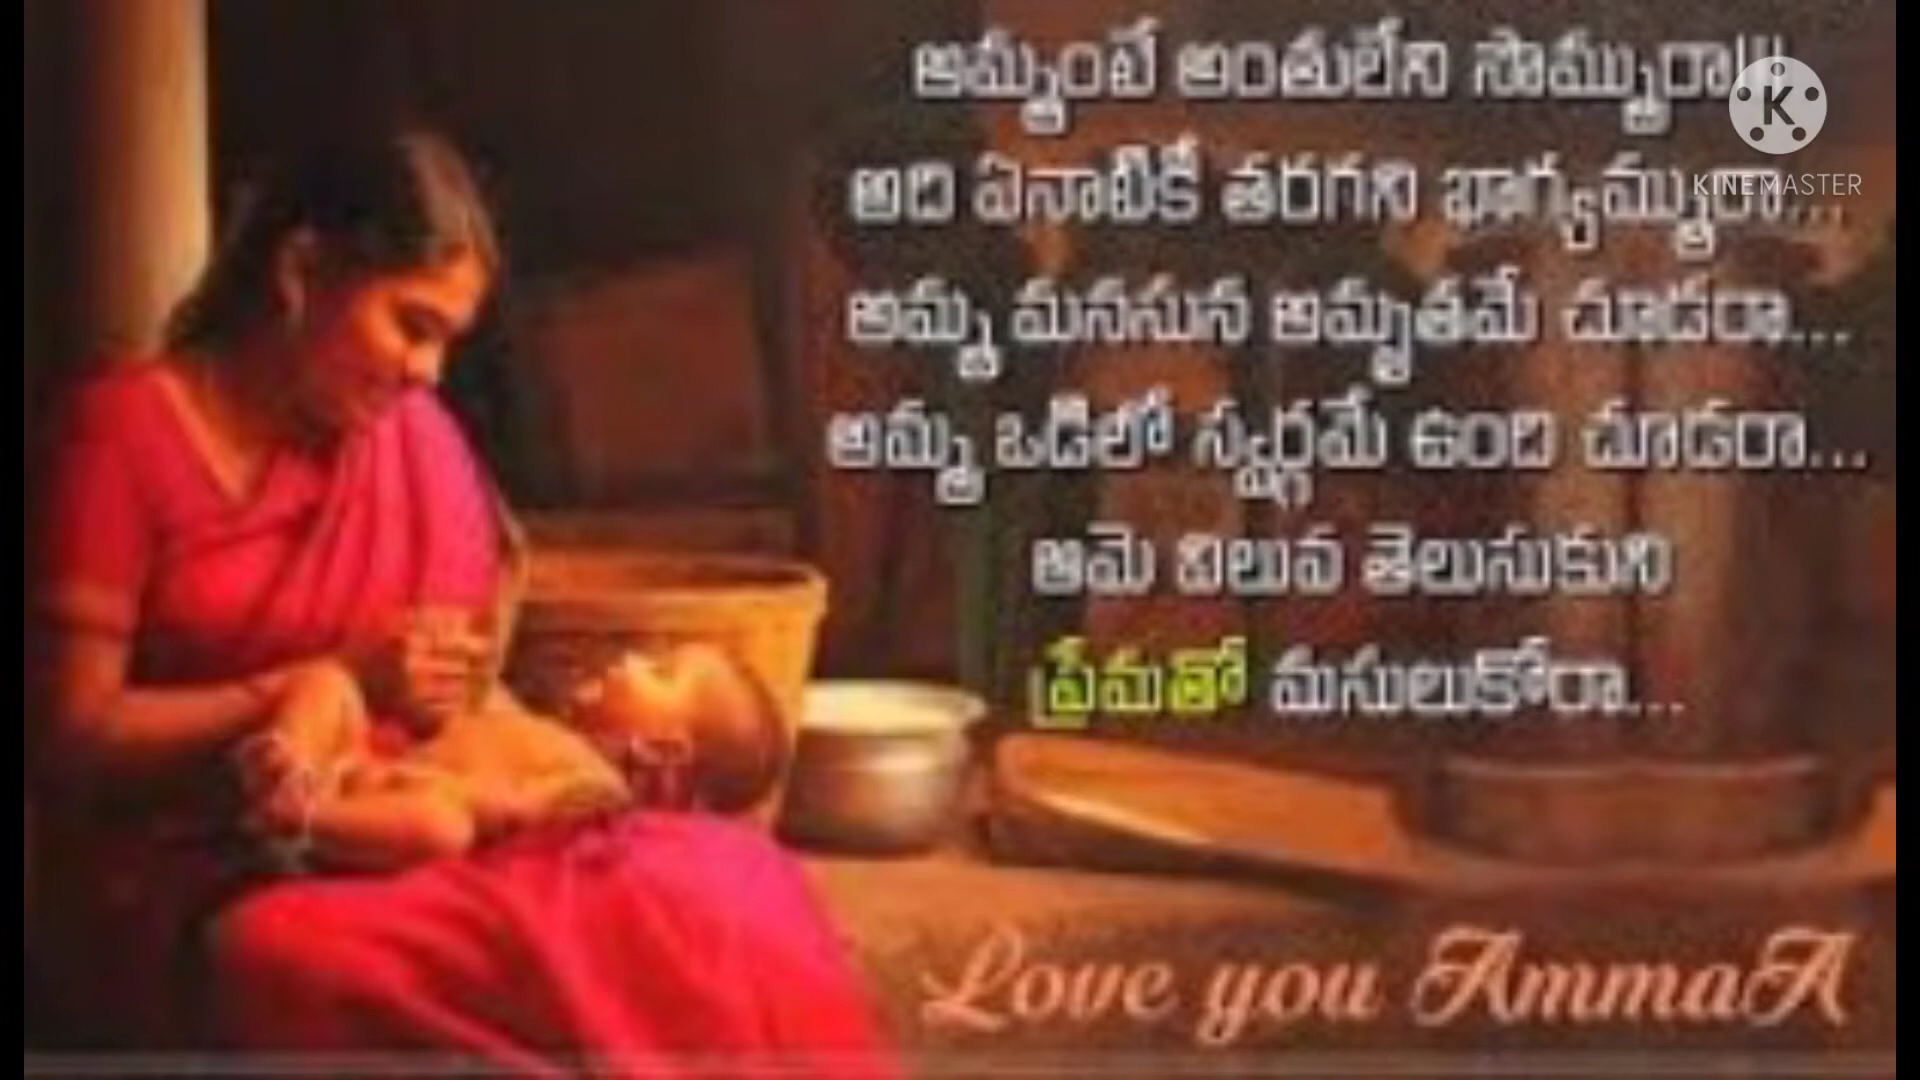 అమ్మంటే అంతులేని సొమ్మురా!!!
అది ఏనాటికీ తరగని భాగ్యమ్మురా...
అమ్మ మనసున అమృతమే చూడరా...
అమ్మ ఒడిలో స్వర్గమే ఉంది చూడరా...
ఆమె విలువ తెలుసుకుని
ప్రేమతో మసులుకోరా...
Love you AmmaA
K
KINEMASTER